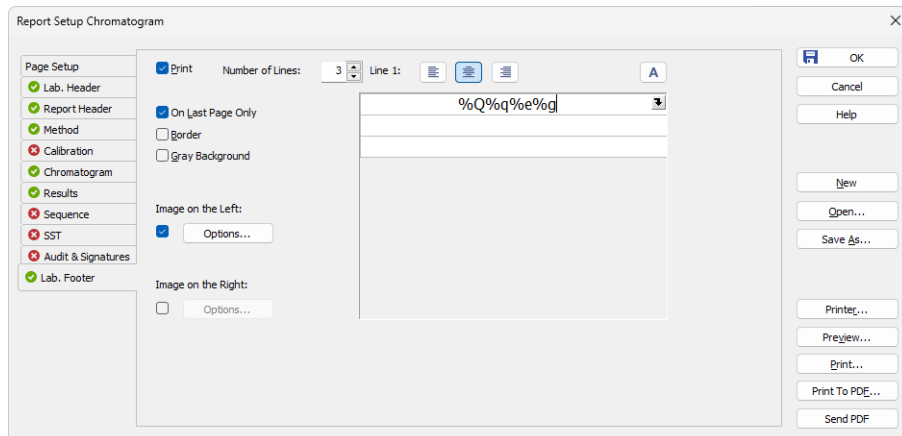 Report Setup Chromatogram
Page Setup
Lab. Header
Report Header
Method
Calibration
Chromatogram
Results
Sequence
SST
Audit & Signatures
Lab. Footer
Print
Number of Lines:
3
Line 1:
A
On Last Page Only
Border
Gray Background
%Q%q%e%g
Image on the Left:
Options...
Image on the Right:
Options...
OK
Cancel
Help
New
Open...
Save As...
Printer...
Preview...
Print...
Print To PDF...
Send PDF